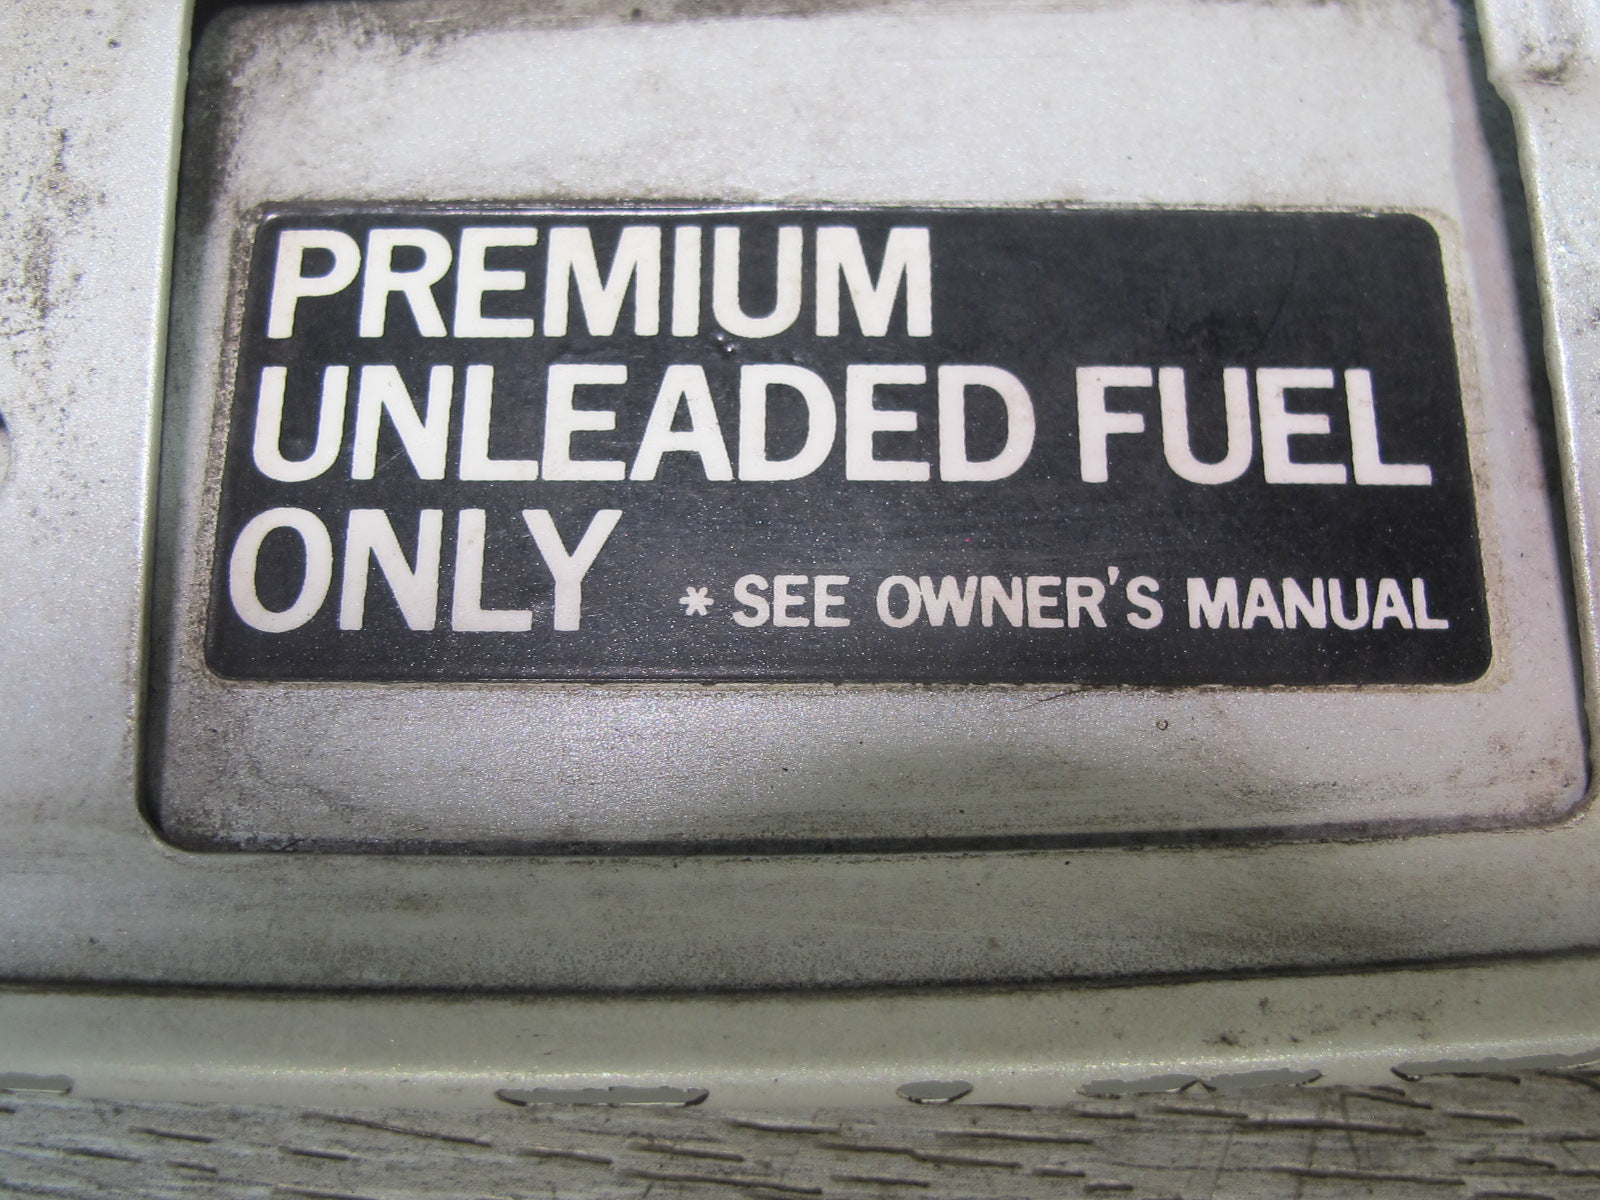 PREMIUM
UNLEADED FUEL
ONLY * SEE OWNER'S MANUAL